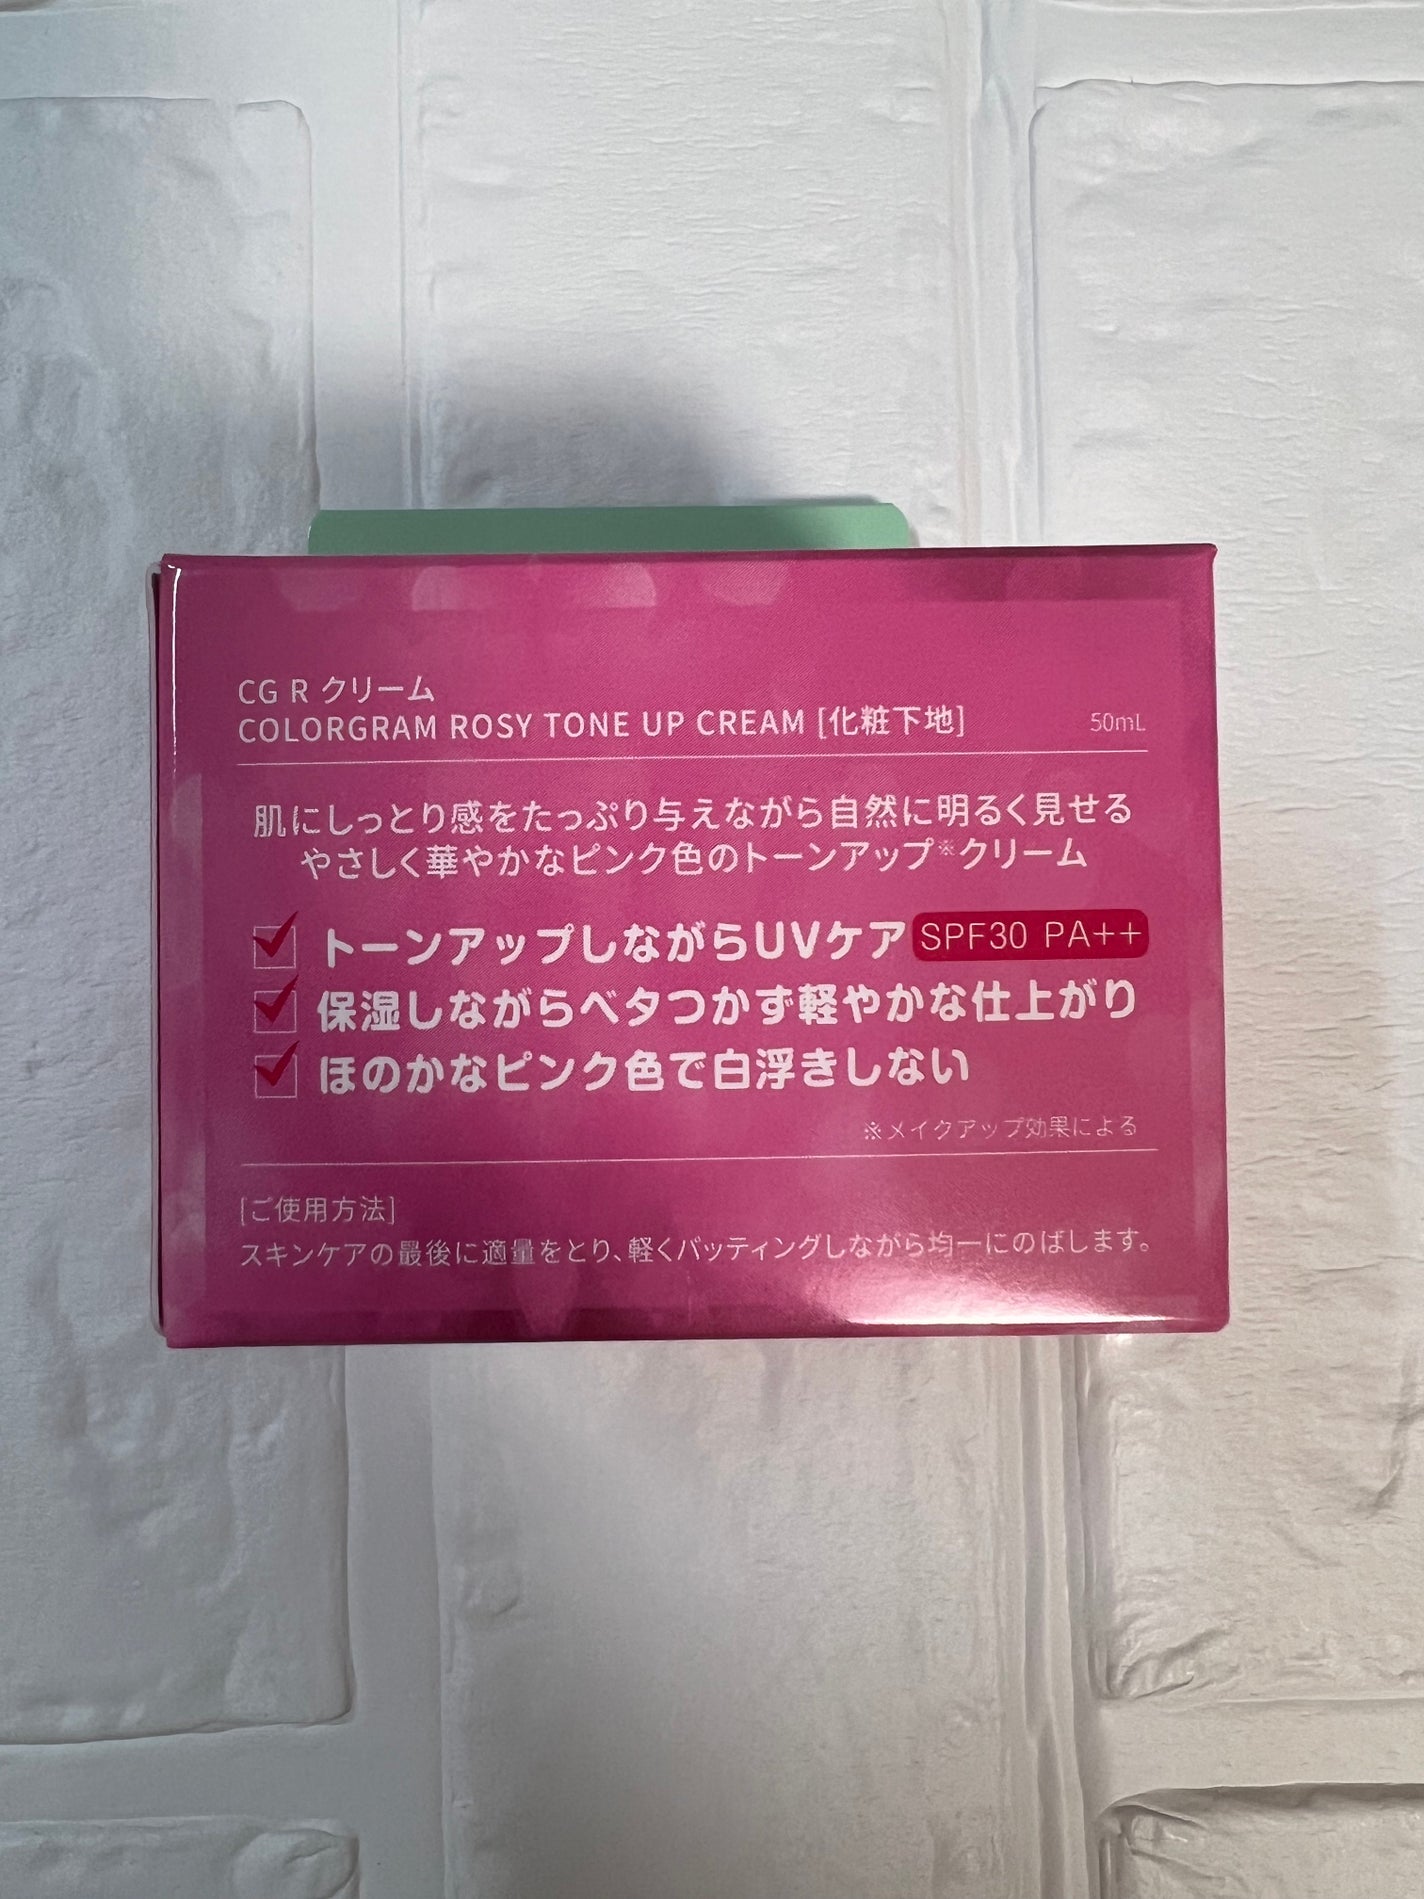 CG R クリーム
COLORGRAM ROSY TONE UP CREAM [化粧下地] 50mL
肌にしっとり感をたっぷり与えながら自然に明るく見せる
やさしく華やかなピンク色のトーンアップ※クリーム
トーンアップしながらUVケア SPF30 PA++
保湿しながらベタつかず軽やかな仕上がり
ほのかなピンク色で白浮きしない
※メイクアップ効果による
[ご使用方法]
スキンケアの最後に適量をとり、軽くパッティングしながら均一にのばします。